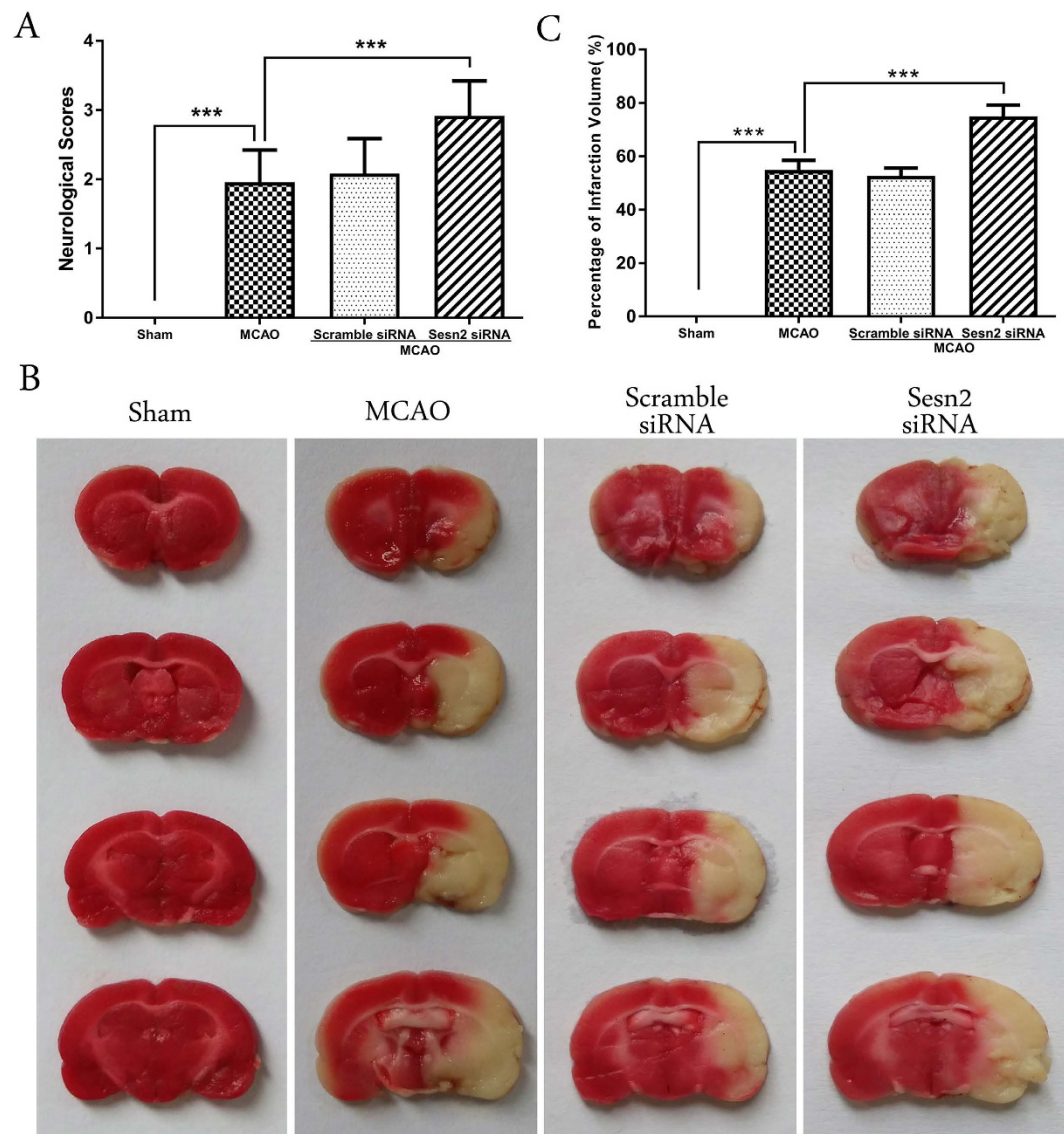 A
Neurological Scores
4
3
2
1
0
***
***
Sham
MCAO
Scramble siRNA
Sesn2 siRNA
MCAO
C
Percentage of Infarction Volume( %)
100
80
60
40
20
0
***
***
Sham
MCAO
Scramble siRNA
Sesn2 siRNA
MCAO
B
Sham
MCAO
Scramble
siRNA
Sesn2
siRNA